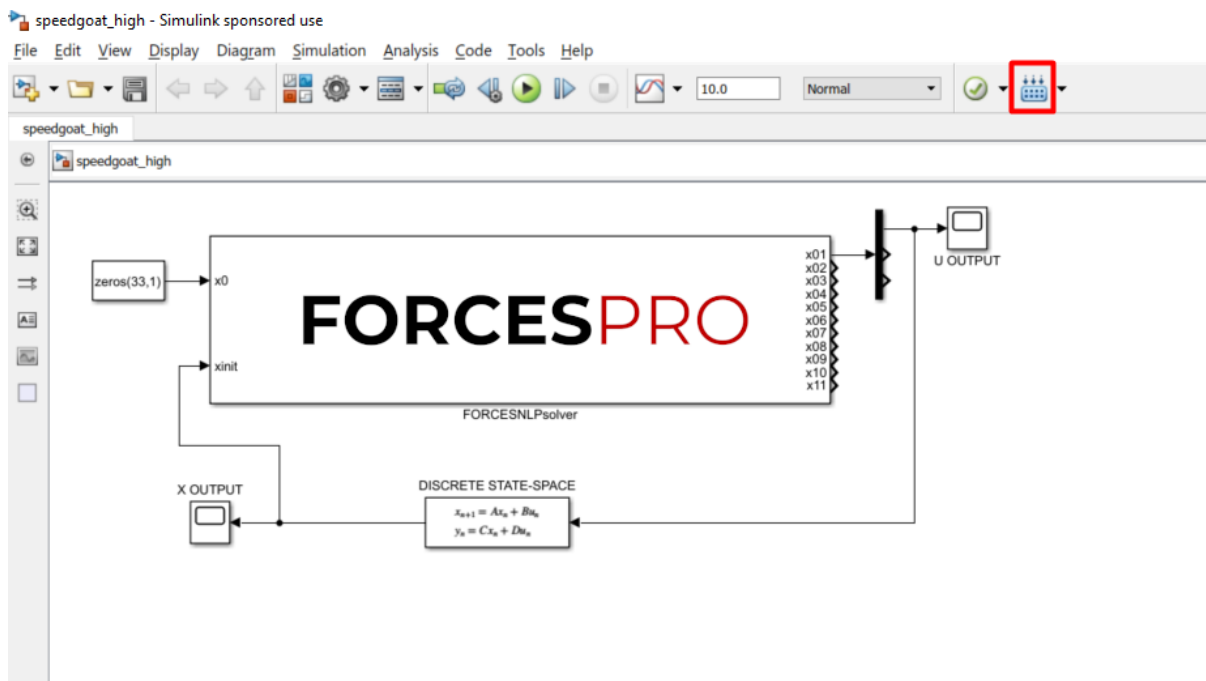 speedgoat_high - Simulink sponsored use
File Edit View Display Diagram Simulation Analysis Code Tools Help
10.0 Normal
speedgoat_high
speedgoat_high
zeros(33,1)
x0
xinit
FORCESPRO
x01
x02
x03
x04
x05
x06
x07
x08
x09
x10
x11
FORCESNLPsolver
U OUTPUT
X OUTPUT
DISCRETE STATE-SPACE
xₙ₊₁ = Axₙ + Buₙ
yₙ = Cxₙ + Duₙ